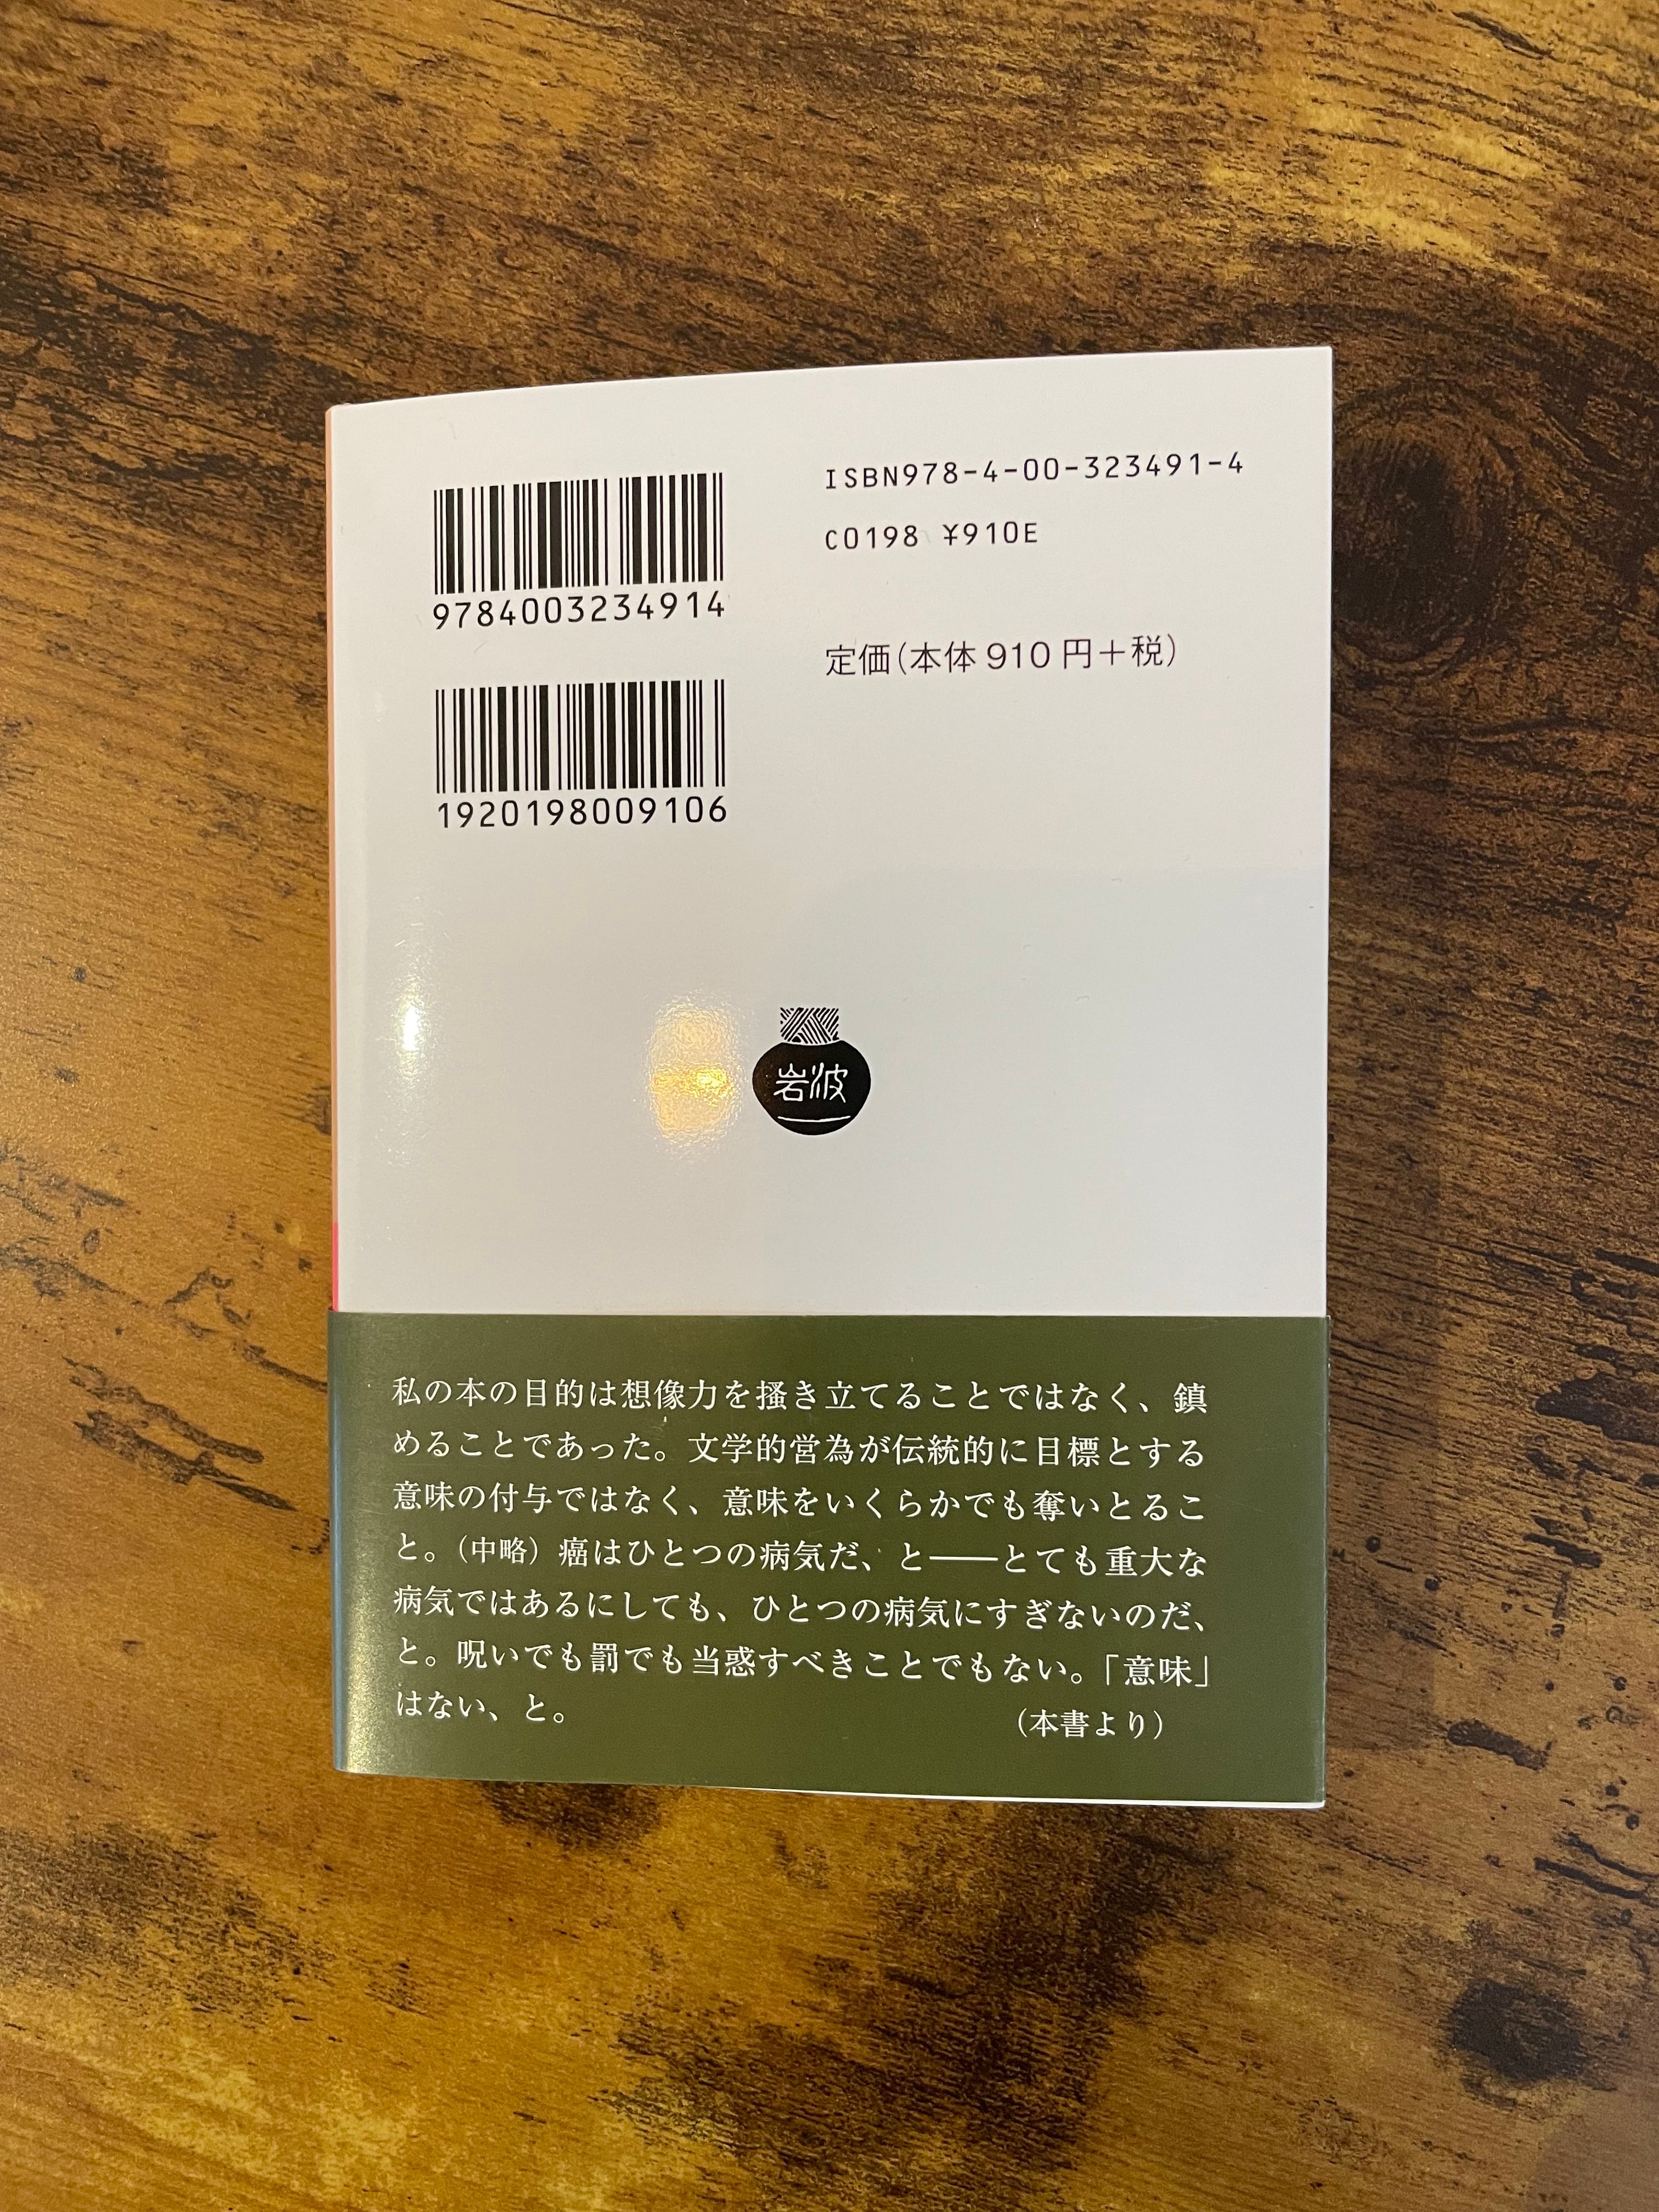 ISBN978-4-00-323491-4
C0198 ¥910E
定価(本体 910 円+税)
9784003234914
1920198009106
岩波
私の本の目的は想像力を掻き立てることではなく、鎮
めることであった。文学的営為が伝統的に目標とする
意味の付与ではなく、意味をいくらかでも奪いとるこ
と。(中略)癌はひとつの病気だ、と――とても重大な
病気ではあるにしても、ひとつの病気にすぎないのだ、
と。呪いでも罰でも当惑すべきことでもない。「意味」
はない、と。
(本書より)